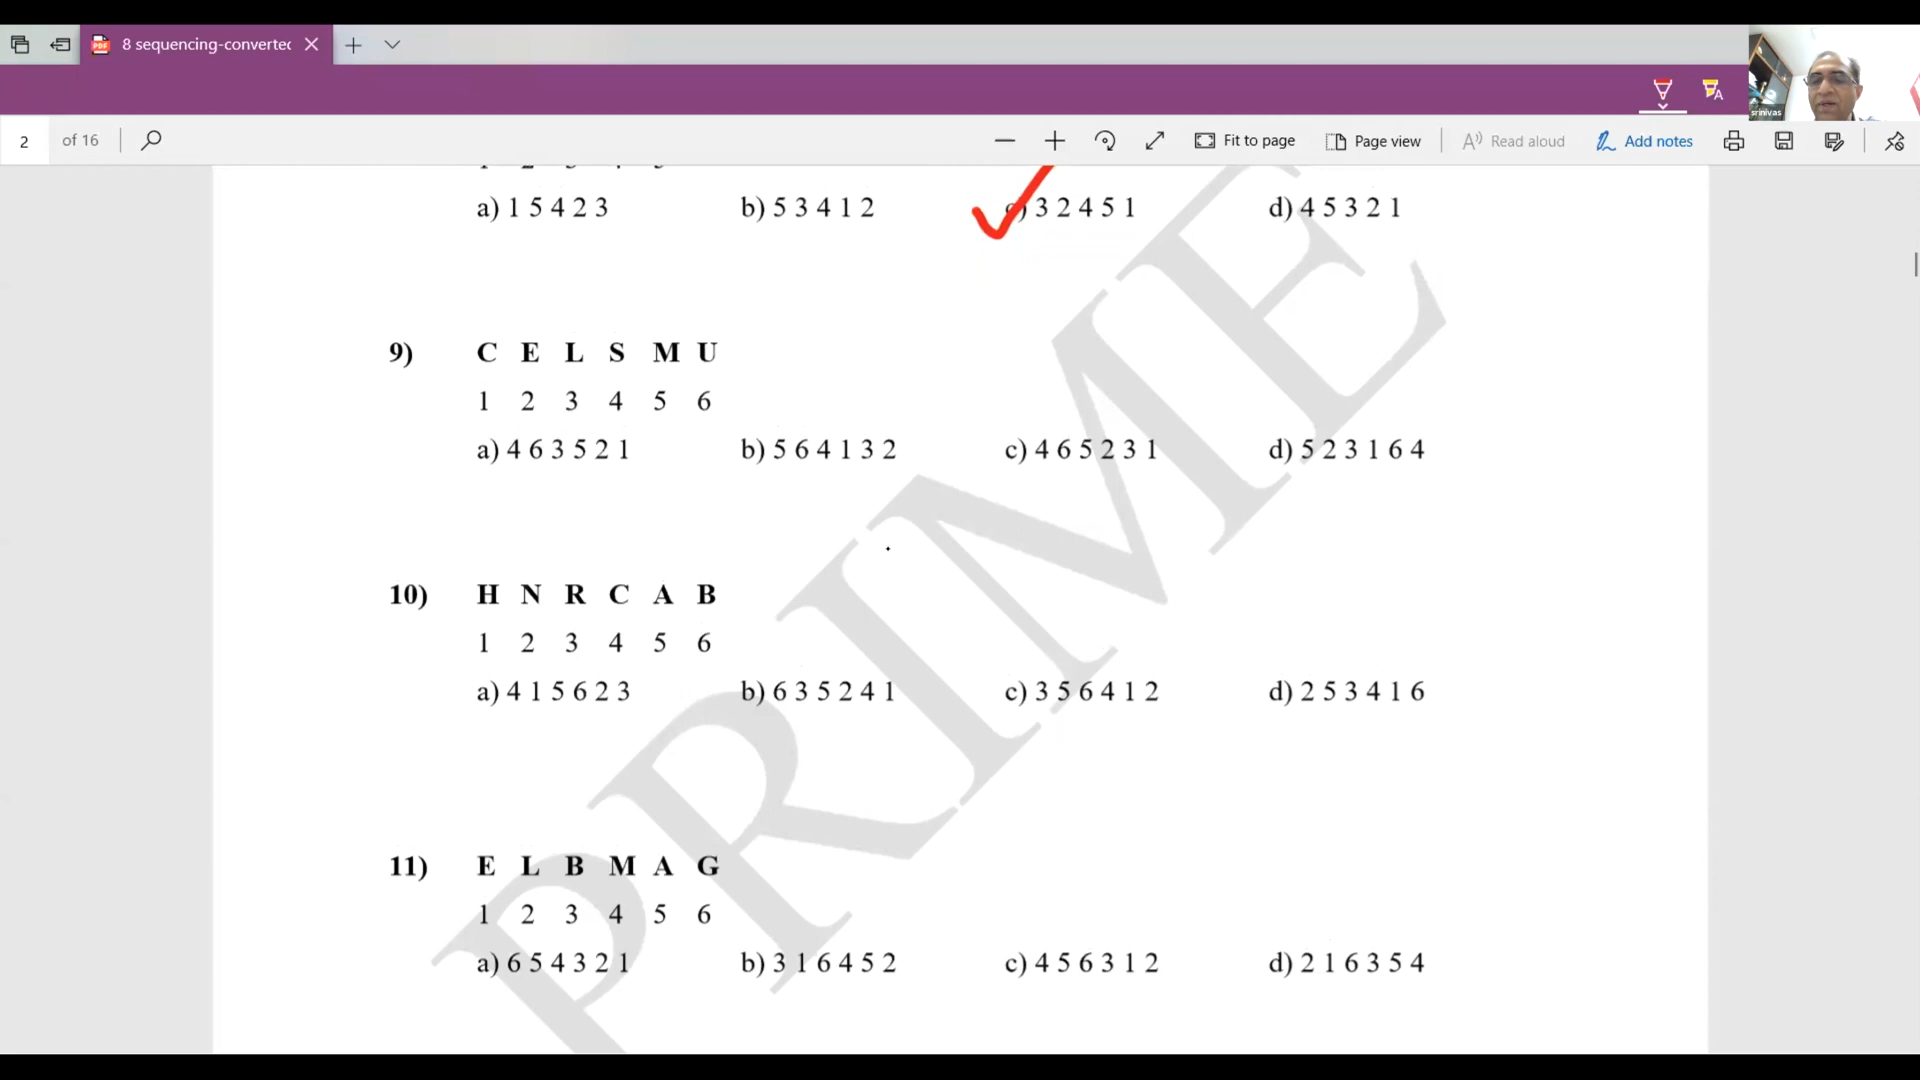 8 sequencing-converted
A
srinivas
2 of 16 Fit to page Page view A Read aloud Add notes
a) 1 5 4 2 3 b) 5 3 4 1 2 c) 3 2 4 5 1 d) 4 5 3 2 1
9) C E L S M U
1 2 3 4 5 6
a) 4 6 3 5 2 1 b) 5 6 4 1 3 2 c) 4 6 5 2 3 1 d) 5 2 3 1 6 4
10) H N R C A B
1 2 3 4 5 6
a) 4 1 5 6 2 3 b) 6 3 5 2 4 1 c) 3 5 6 4 1 2 d) 2 5 3 4 1 6
11) E L B M A G
1 2 3 4 5 6
a) 6 5 4 3 2 1 b) 3 1 6 4 5 2 c) 4 5 6 3 1 2 d) 2 1 6 3 5 4
PRIME